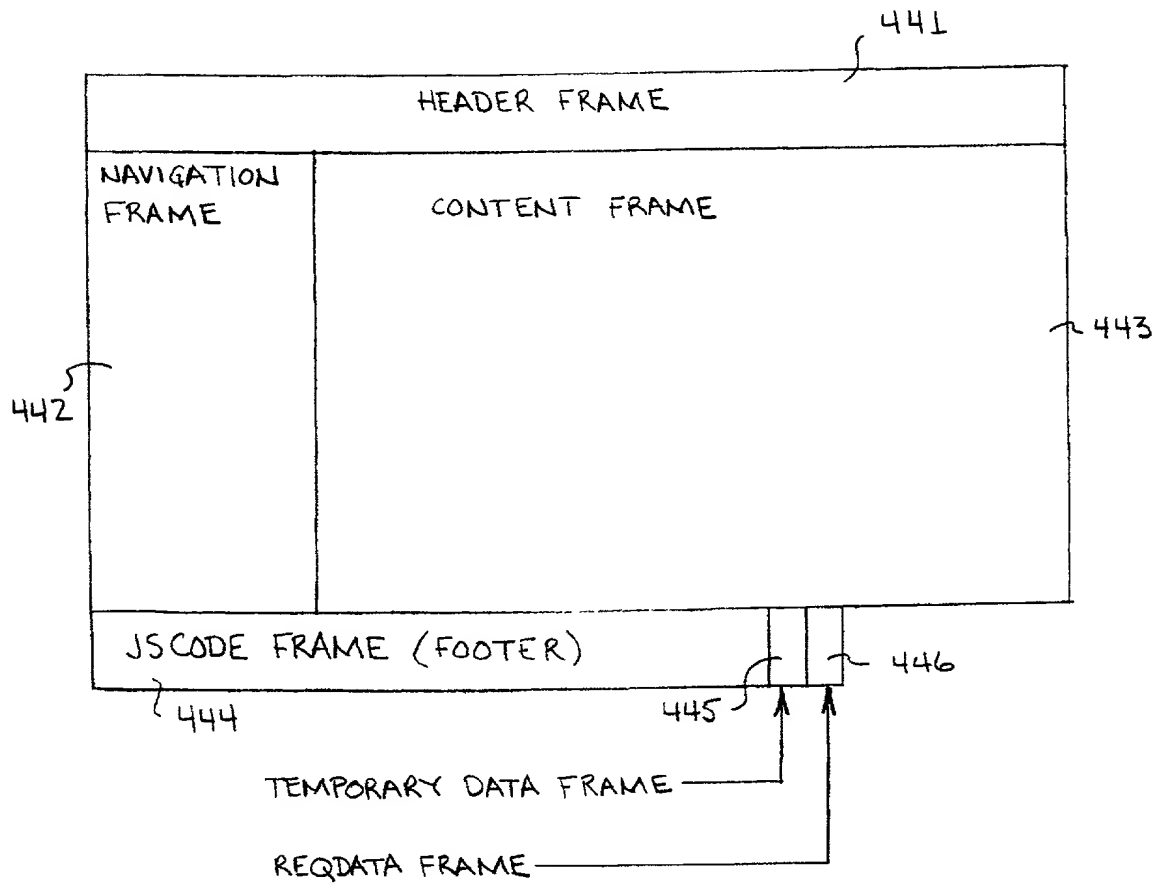 441
HEADER FRAME
NAVIGATION
FRAME
CONTENT FRAME
443
442
JSCODE FRAME (FOOTER)
446
445
444
TEMPORARY DATA FRAME
REQDATA FRAME